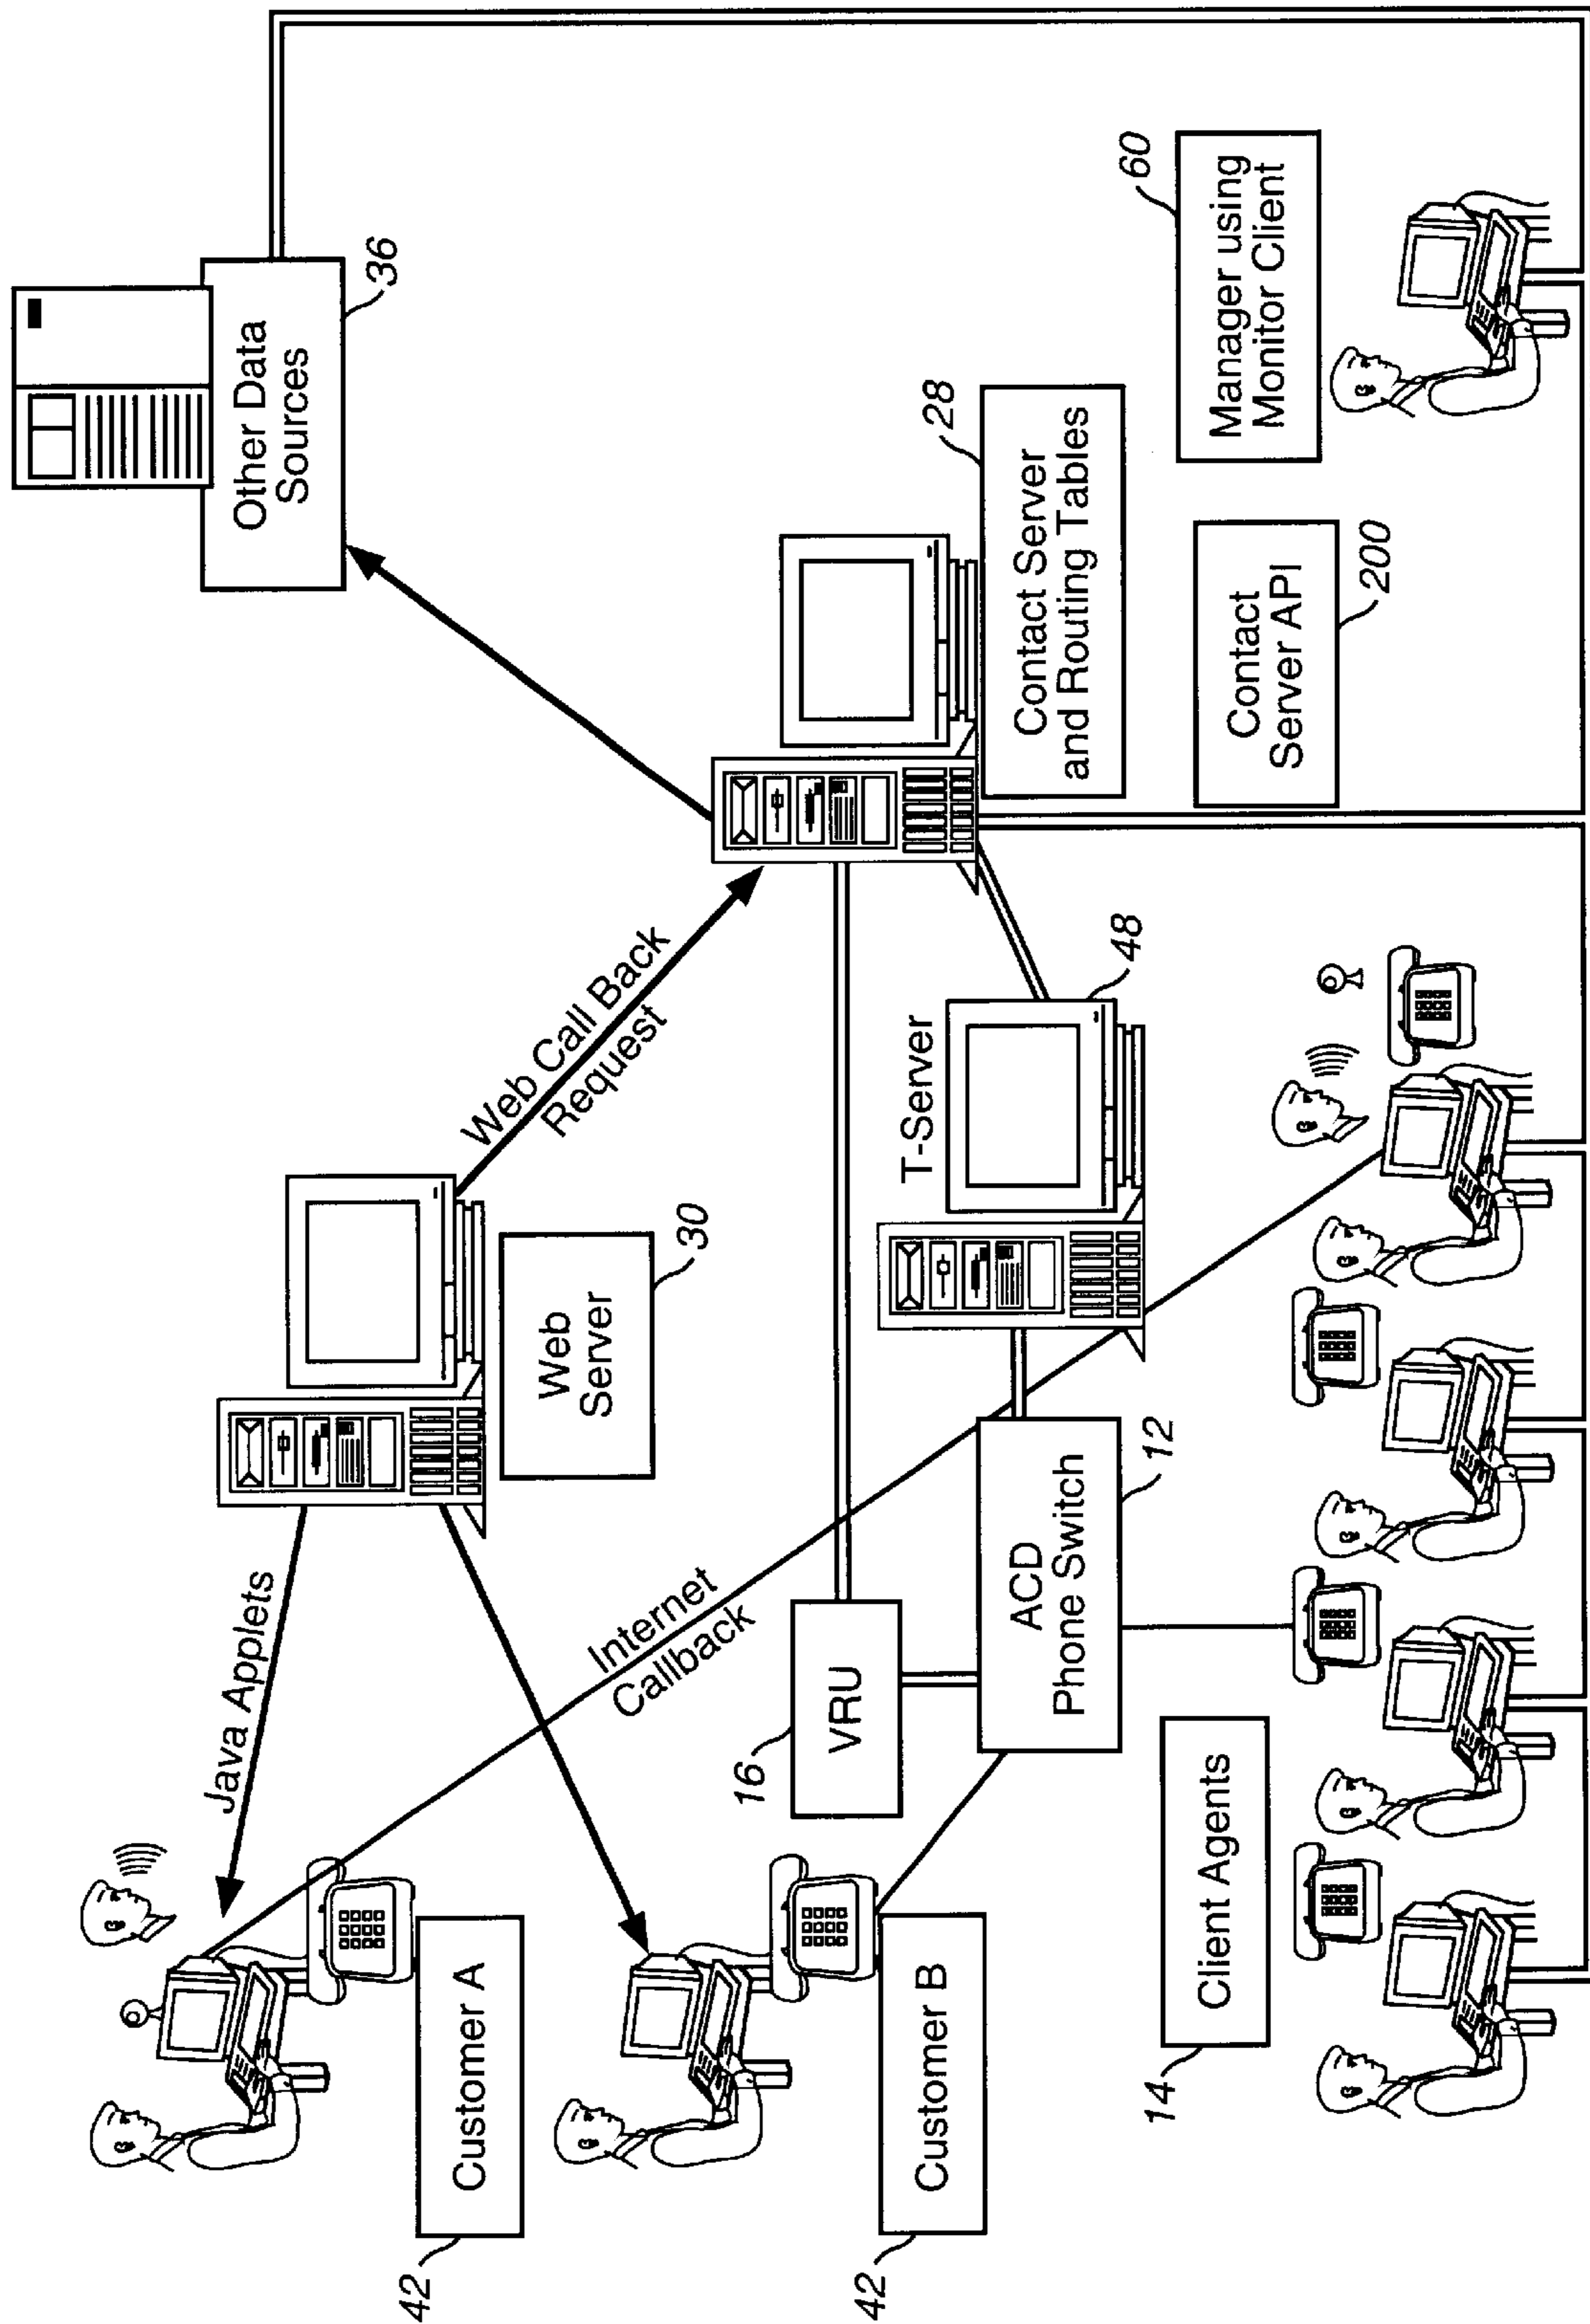 Other Data
Sources
36
Java Applets
Web
Server
30
Web Call Back
Request
Customer A
42
Internet
Callback
Contact Server
and Routing Tables
28
T-Server
48
16
VRU
Customer B
42
ACD
Phone Switch
12
Contact
Server API
200
Manager using
Monitor Client
60
Client Agents
14